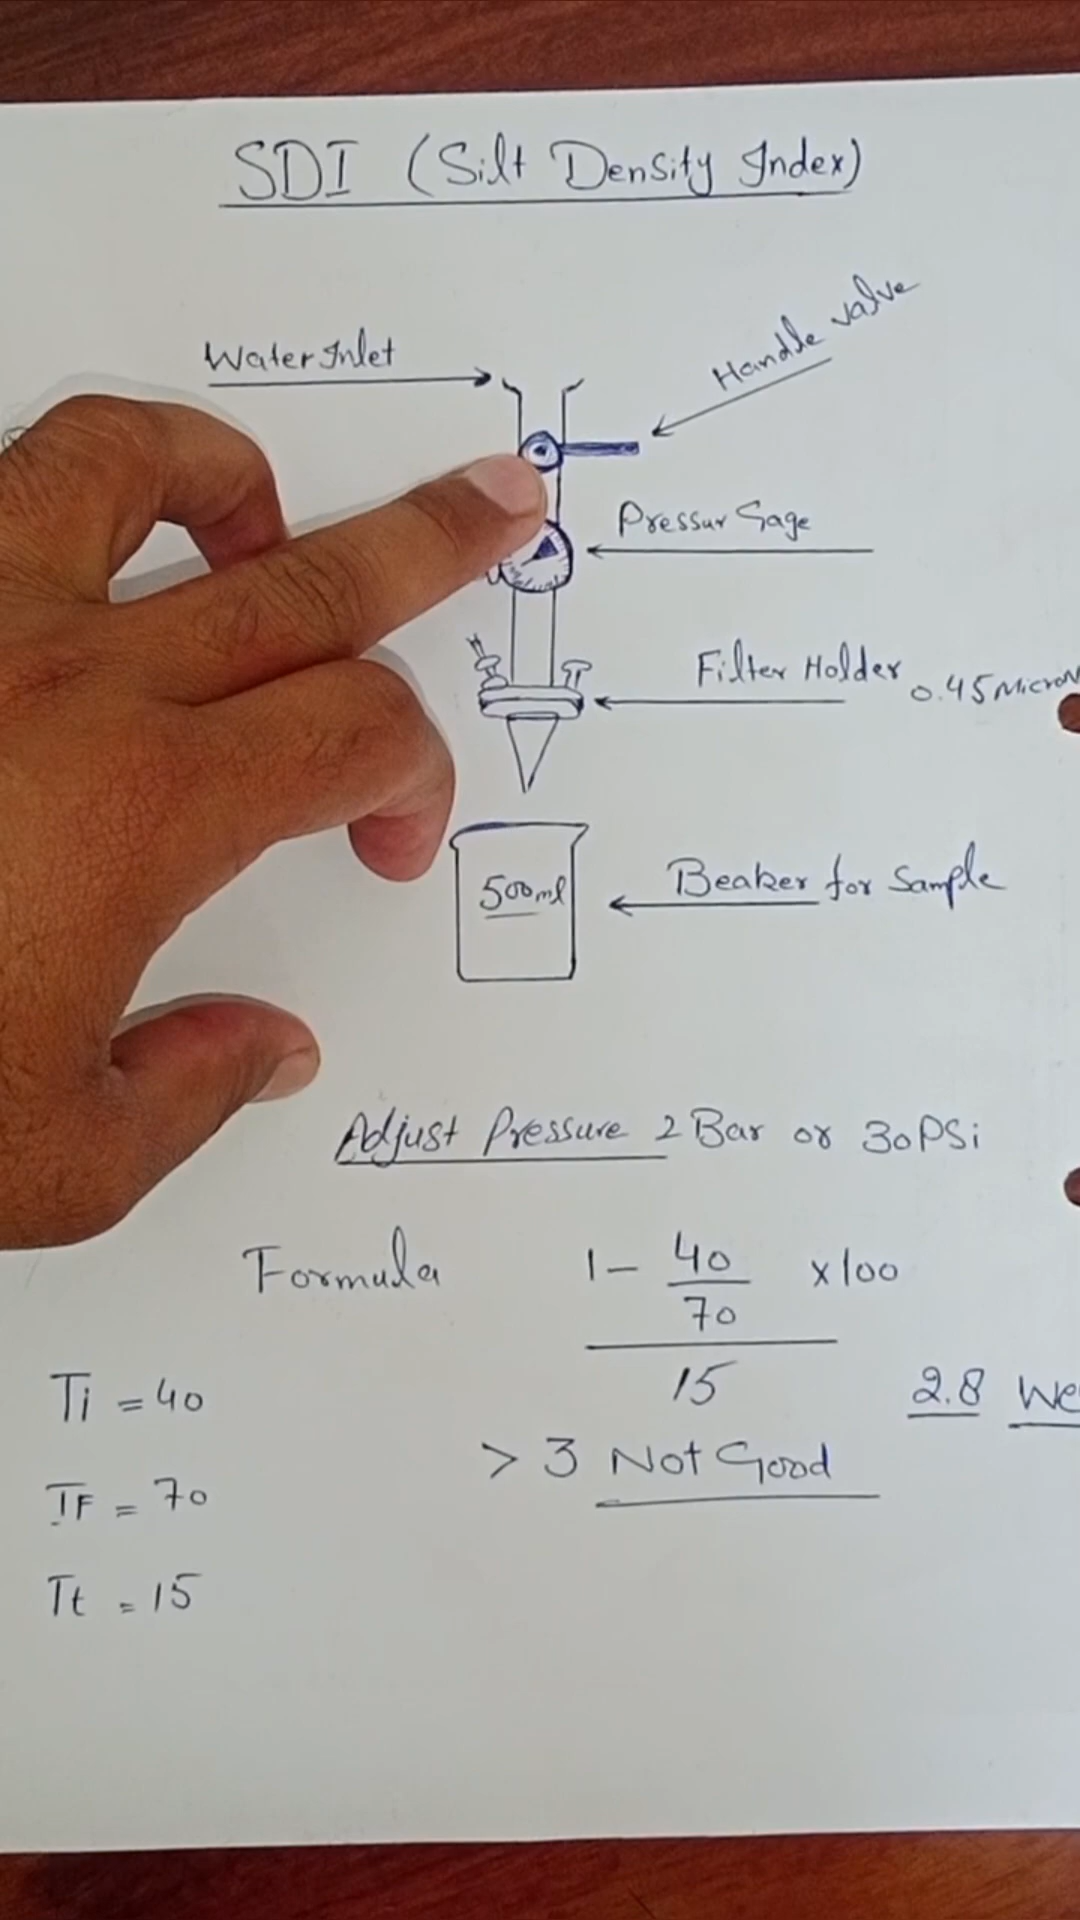 SDI (Silt Density Index)
Water Inlet
Handle valve
Pressur Gage
Filter Holder 0.45 Micron
500ml
Beaker for Sample
Adjust Pressure 2 Bar or 30 PSi
Formula
1 - 40/70 x100
15
Ti = 40
2.8 We
> 3 Not Good
TF = 70
Tt = 15